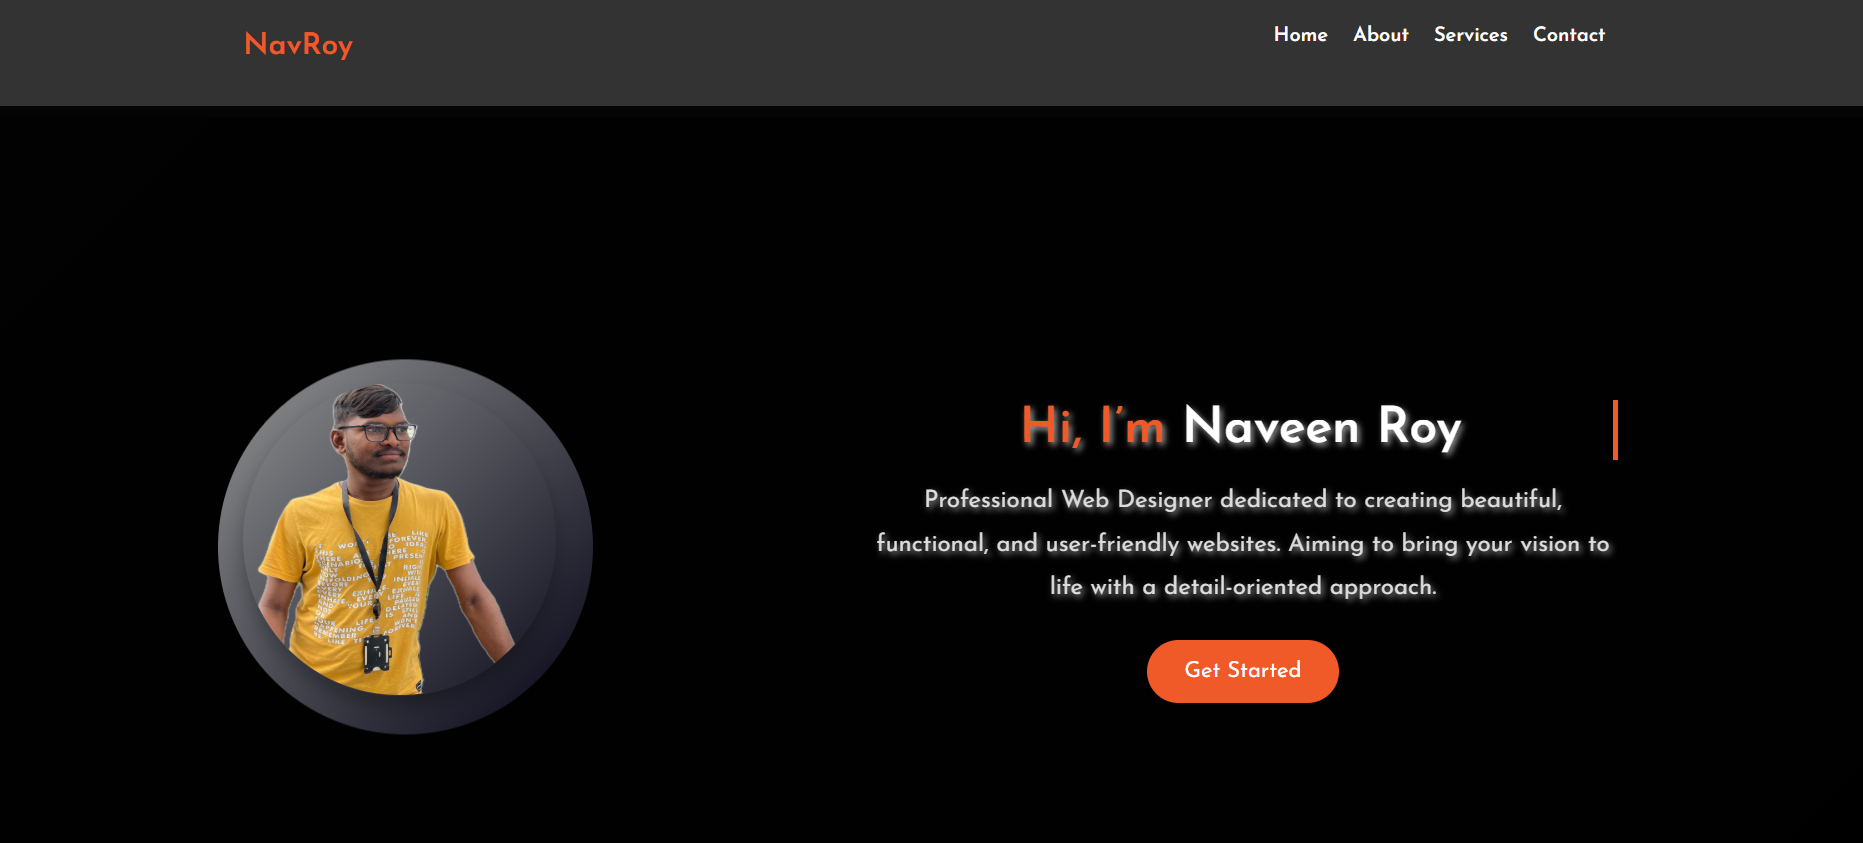 NavRoy
Home About Services Contact
Hi, I'm Naveen Roy
Professional Web Designer dedicated to creating beautiful,
functional, and user-friendly websites. Aiming to bring your vision to
life with a detail-oriented approach.
Get Started